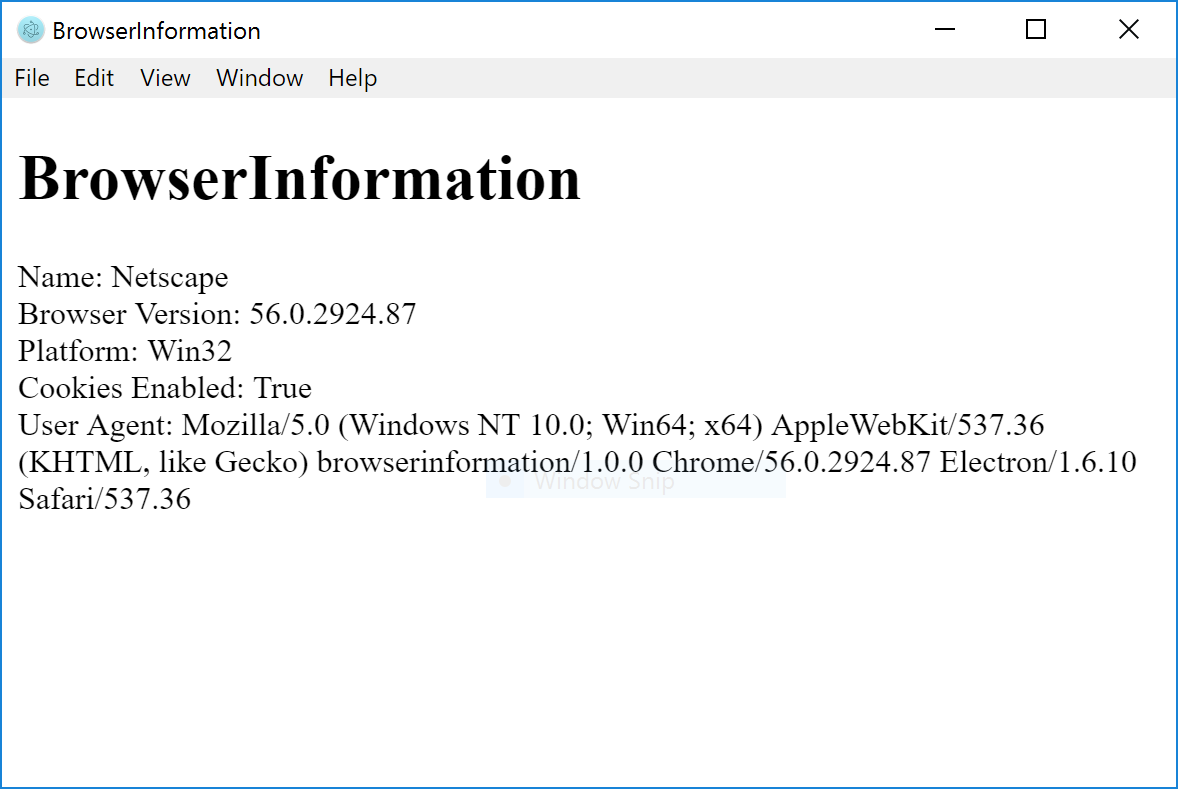 BrowserInformation
File Edit View Window Help
BrowserInformation
Name: Netscape
Browser Version: 56.0.2924.87
Platform: Win32
Cookies Enabled: True
User Agent: Mozilla/5.0 (Windows NT 10.0; Win64; x64) AppleWebKit/537.36
(KHTML, like Gecko) browserinformation/1.0.0 Chrome/56.0.2924.87 Electron/1.6.10
Window Snip
Safari/537.36